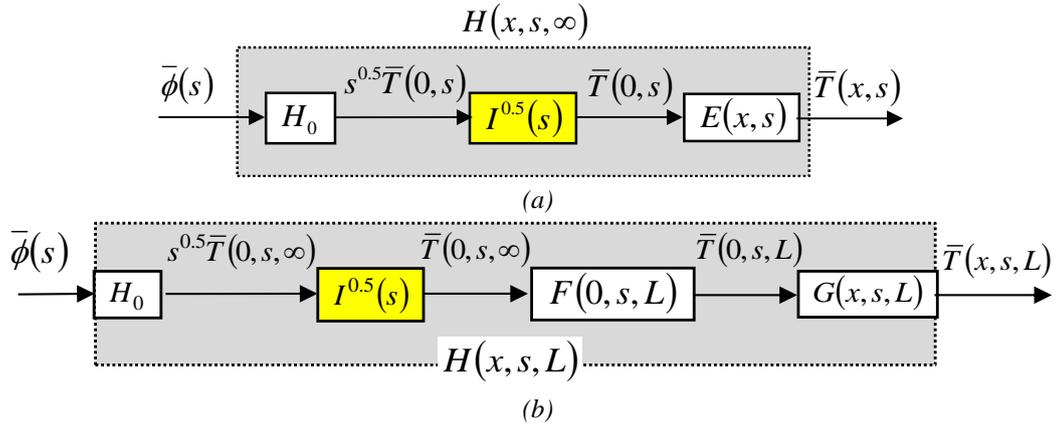 H(x, s, ∞)
φ̅(s) s^{0.5}T̅(0, s) T̅(0, s) T̅(x, s)
H₀ I^{0.5}(s) E(x, s)
(a)
φ̅(s) s^{0.5}T̅(0, s, ∞) T̅(0, s, ∞) T̅(0, s, L) T̅(x, s, L)
H₀ I^{0.5}(s) F(0, s, L) G(x, s, L)
H(x, s, L)
(b)